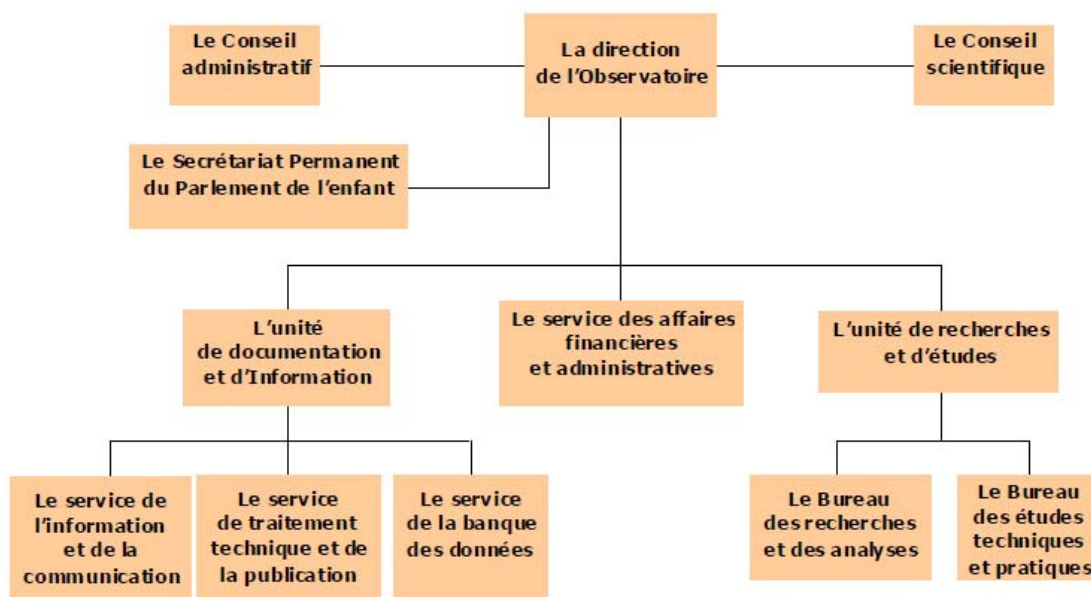 Le Conseil
administratif
La direction
de l'Observatoire
Le Conseil
scientifique
Le Secrétariat Permanent
du Parlement de l'enfant
L'unité
de documentation
et d'Information
Le service des affaires
financières
et administratives
L'unité de recherches
et d'études
Le service de
l'information
et de la
communication
Le service
de traitement
technique et de
la publication
Le service
de la banque
des données
Le Bureau
des recherches
et des analyses
Le Bureau
des études
techniques
et pratiques